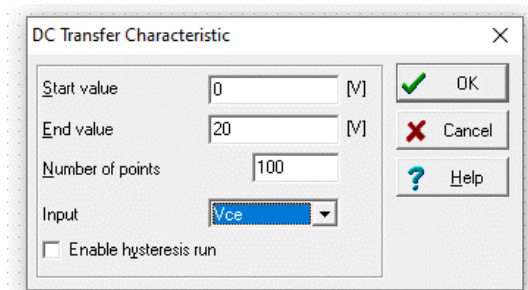 DC Transfer Characteristic
Start value 0 [V] OK
End value 20 [V] Cancel
Number of points 100 Help
Input Vce
Enable hysteresis run